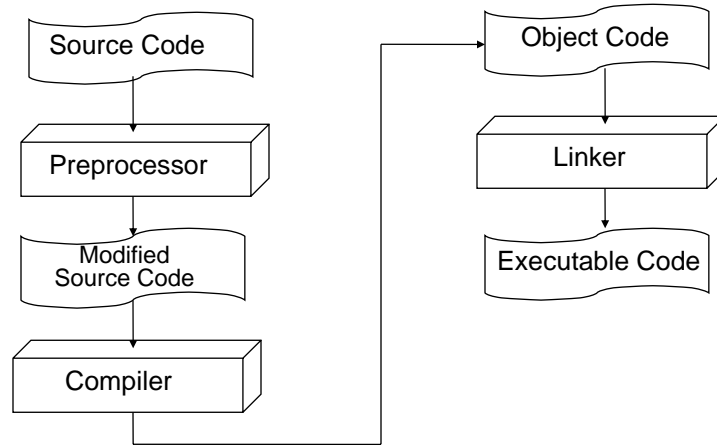 Source Code
Preprocessor
Modified
Source Code
Compiler
Object Code
Linker
Executable Code